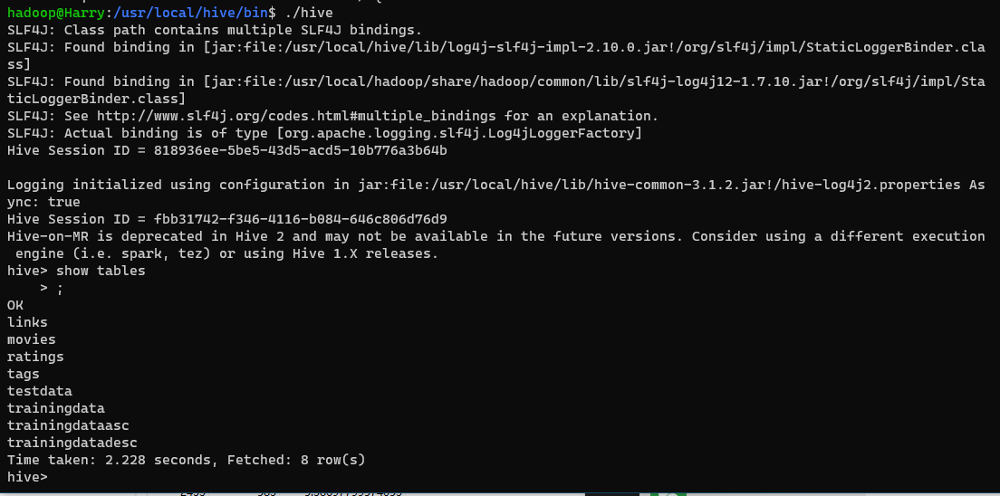 hadoop@Harry:/usr/local/hive/bin$ ./hive
SLF4J: Class path contains multiple SLF4J bindings.
SLF4J: Found binding in [jar:file:/usr/local/hive/lib/log4j-slf4j-impl-2.10.0.jar!/org/slf4j/impl/StaticLoggerBinder.cla
ss]
SLF4J: Found binding in [jar:file:/usr/local/hadoop/share/hadoop/common/lib/slf4j-log4j12-1.7.10.jar!/org/slf4j/impl/Sta
ticLoggerBinder.class]
SLF4J: See http://www.slf4j.org/codes.html#multiple_bindings for an explanation.
SLF4J: Actual binding is of type [org.apache.logging.slf4j.Log4jLoggerFactory]
Hive Session ID = 818936ee-5be5-43d5-acd5-10b776a3b64b
Logging initialized using configuration in jar:file:/usr/local/hive/lib/hive-common-3.1.2.jar!/hive-log4j2.properties As
ync: true
Hive Session ID = fbb31742-f346-4116-b084-646c806d76d9
Hive-on-MR is deprecated in Hive 2 and may not be available in the future versions. Consider using a different execution
 engine (i.e. spark, tez) or using Hive 1.X releases.
hive> show tables
    > ;
OK
links
movies
ratings
tags
testdata
trainingdata
trainingdataasc
trainingdatadesc
Time taken: 2.228 seconds, Fetched: 8 row(s)
hive>